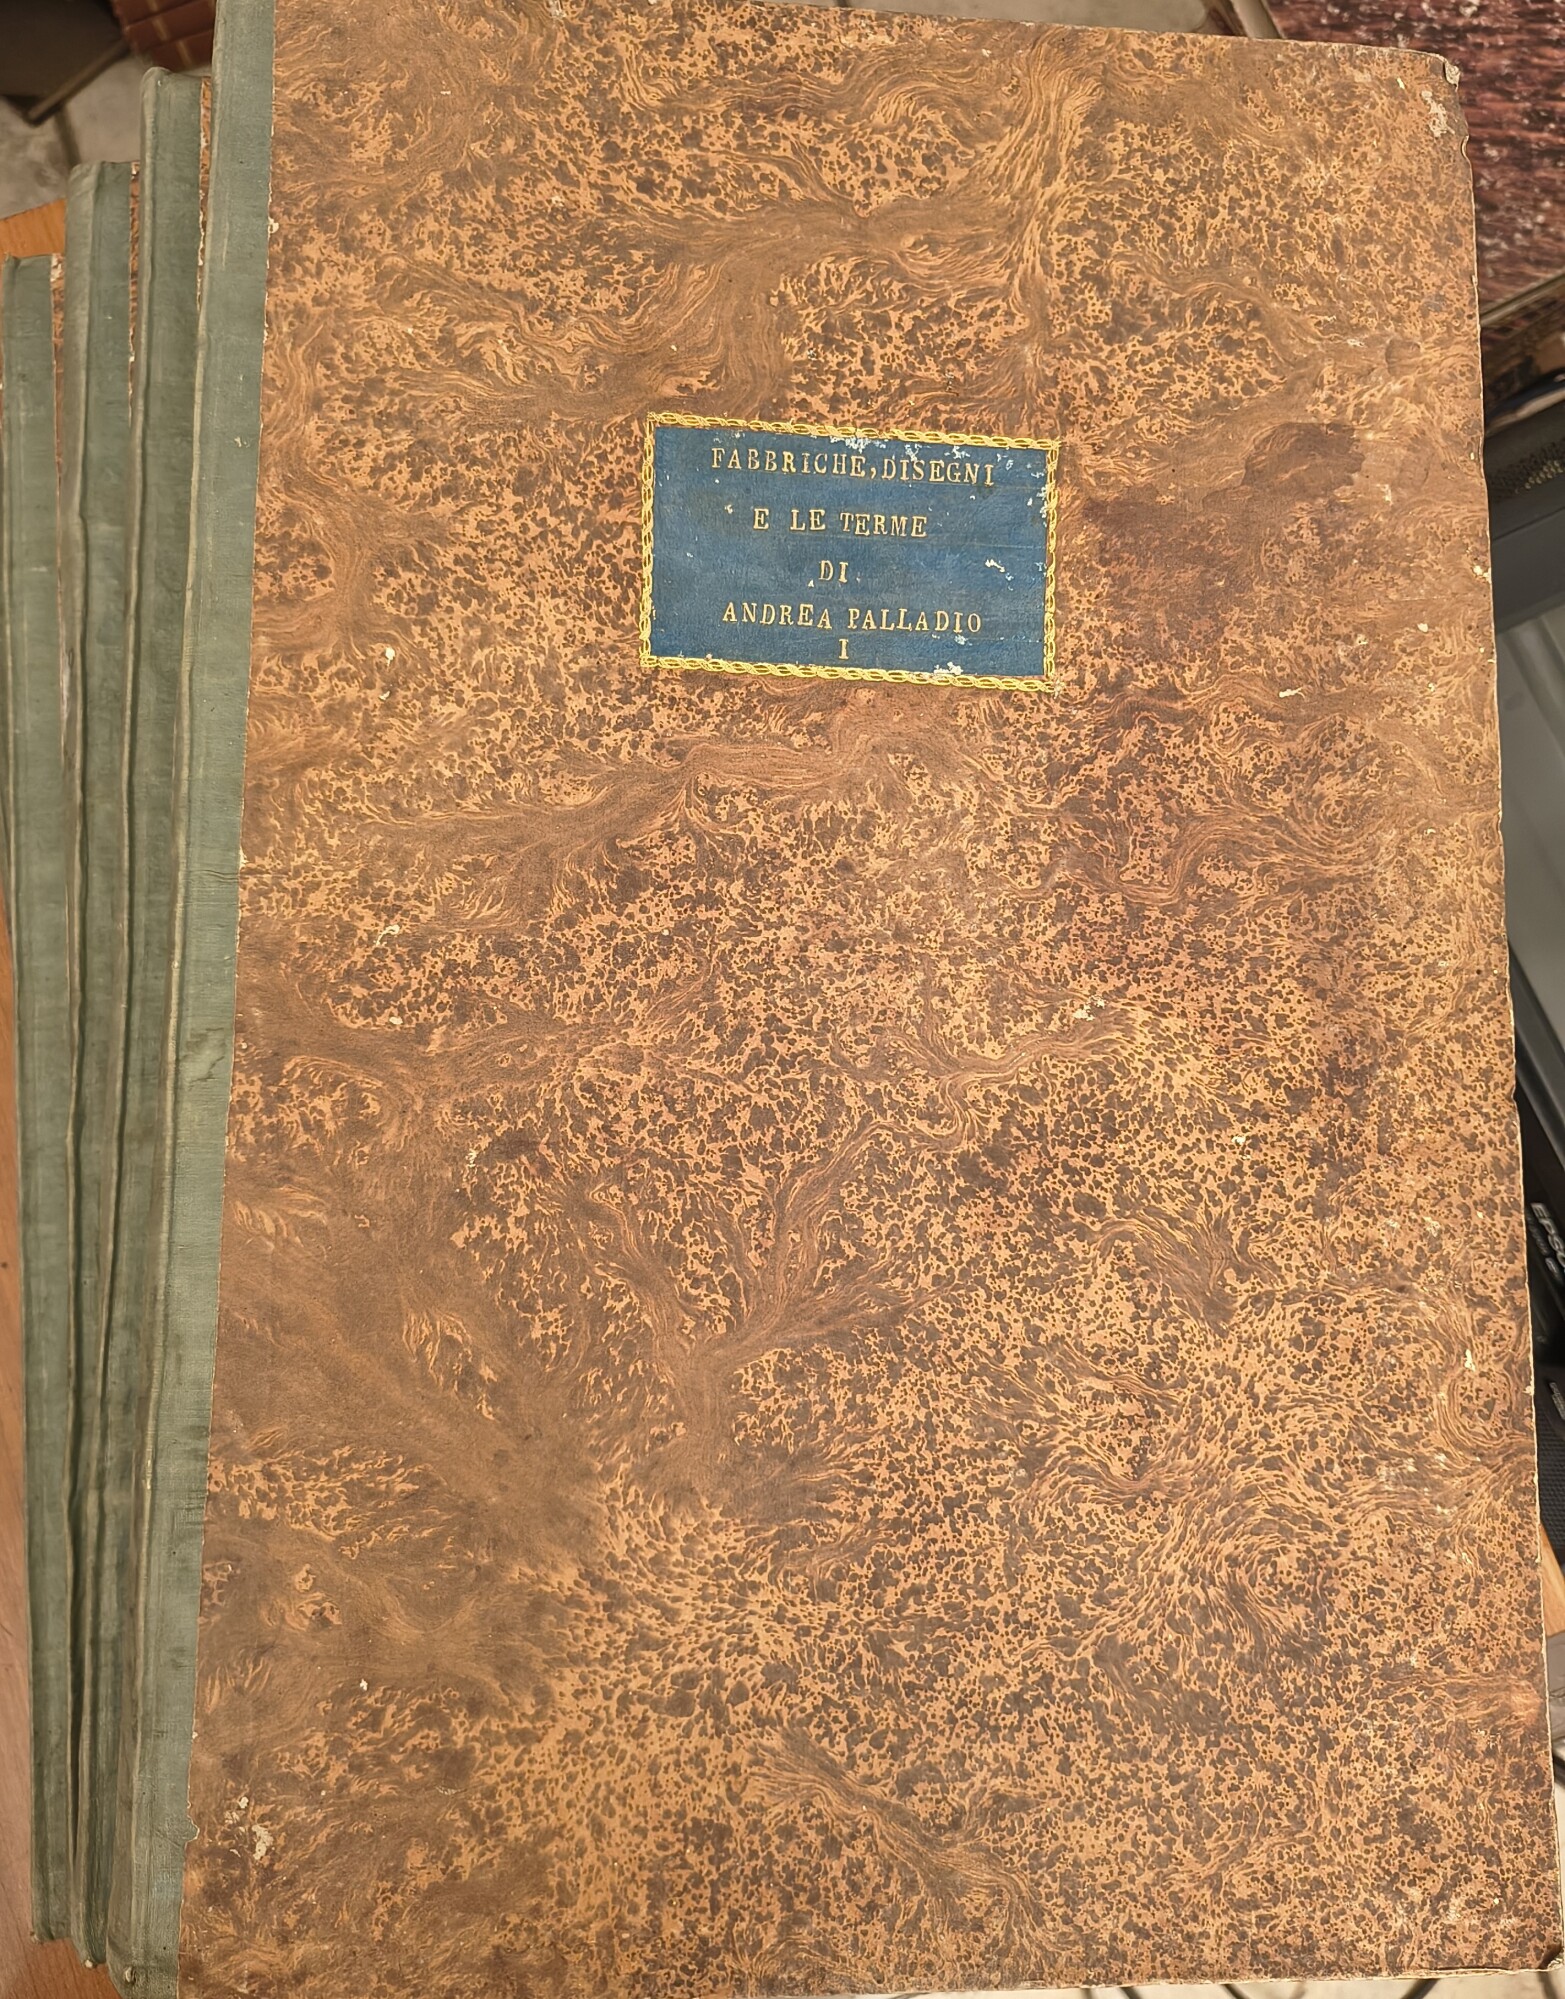 FABBRICHE, DISEGNI
E LE TERME
DI
ANDREA PALLADIO
I